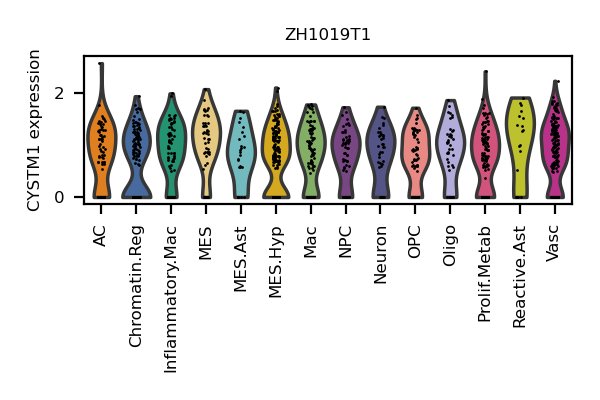 ZH1019T1
CYSTM1 expression
2
0
AC
Chromatin.Reg
Inflammatory.Mac
MES
MES.Ast
MES.Hyp
Mac
NPC
Neuron
OPC
Oligo
Prolif.Metab
Reactive.Ast
Vasc